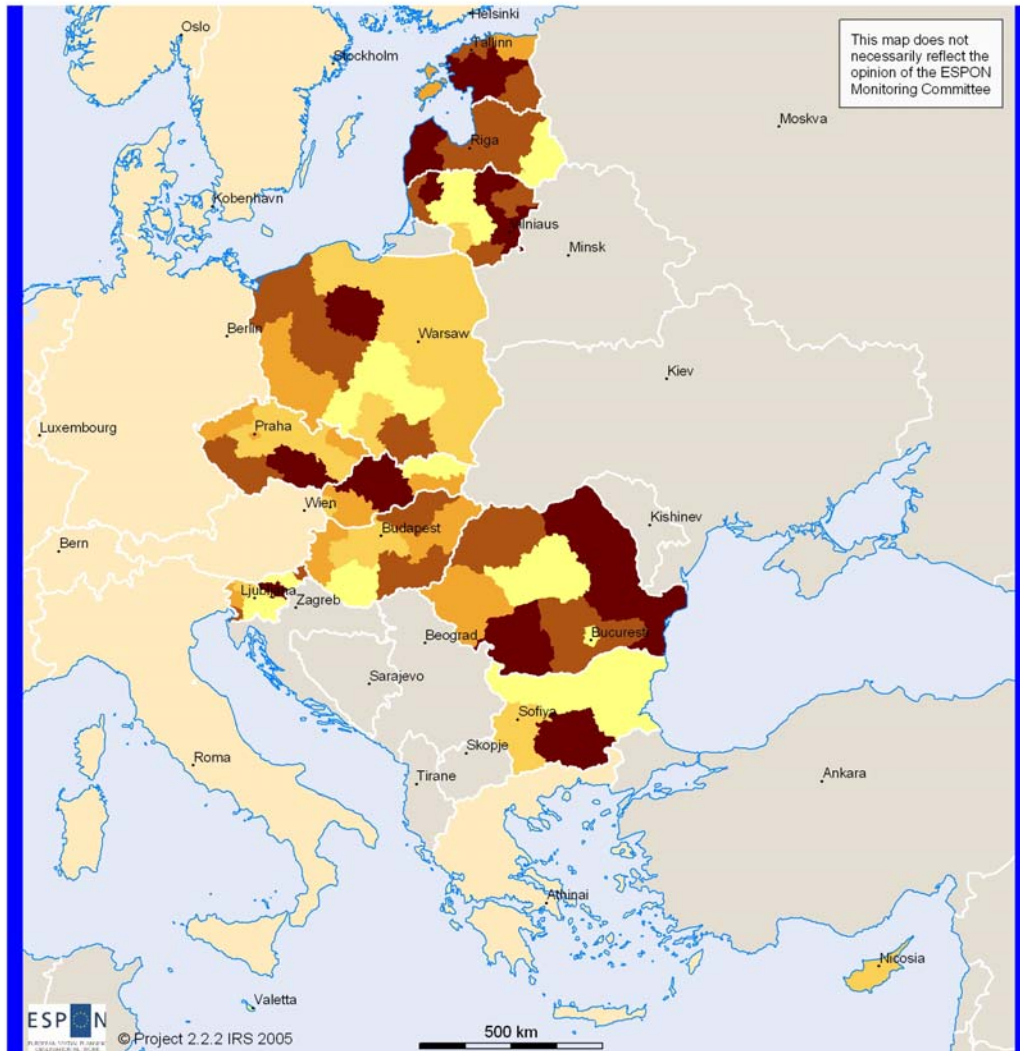 Helsinki
Oslo
Tallinn
Stockholm
This map does not
necessarily reflect the
opinion of the ESPON
Monitoring Committee
Moskva
Riga
Kobenhavn
Minsk
Berlin
Warsaw
Kiev
Luxembourg
Praha
Wien
Kishinev
Budapest
Bern
Zagreb
Beograd
Bucuresti
Sarajevo
Sofiya
Skopje
Roma
Tirane
Ankara
Athinai
Nicosia
Valetta
ESPON
© Project 2.2.2 IRS 2005
500 km